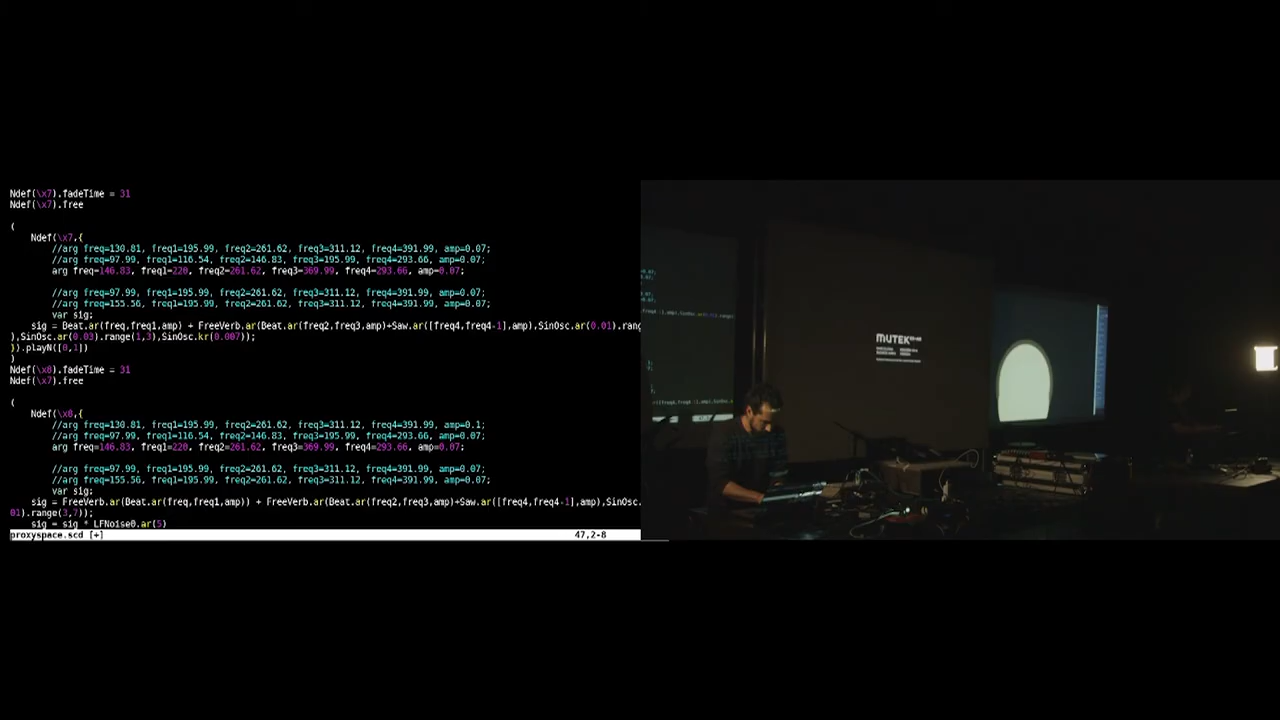 Ndef(\x7).fadeTime = 31
Ndef(\x7).free
(
Ndef(\x7,{
//arg freq=130.81, freq1=195.99, freq2=261.62, freq3=311.12, freq4=391.99, amp=0.07;
//arg freq=97.99, freq1=116.54, freq2=146.83, freq3=195.99, freq4=293.66, amp=0.07;
arg freq=146.83, freq1=220, freq2=261.62, freq3=369.99, freq4=293.66, amp=0.07;
//arg freq=97.99, freq1=195.99, freq2=261.62, freq3=311.12, freq4=391.99, amp=0.07;
//arg freq=155.56, freq1=195.99, freq2=261.62, freq3=311.12, freq4=391.99, amp=0.07;
var sig;
sig = Beat.ar(freq,freq1,amp) + FreeVerb.ar(Beat.ar(freq2,freq3,amp)+Saw.ar([freq4,freq4-1],amp),SinOsc.ar(0.01).rang
),SinOsc.ar(0.03).range(1,3),SinOsc.kr(0.007));
}).playN([0,1])
)
Ndef(\x8).fadeTime = 31
Ndef(\x7).free
(
Ndef(\x8,{
//arg freq=130.81, freq1=195.99, freq2=261.62, freq3=311.12, freq4=391.99, amp=0.1;
//arg freq=97.99, freq1=116.54, freq2=146.83, freq3=195.99, freq4=293.66, amp=0.07;
arg freq=146.83, freq1=220, freq2=261.62, freq3=369.99, freq4=293.66, amp=0.07;
//arg freq=97.99, freq1=195.99, freq2=261.62, freq3=311.12, freq4=391.99, amp=0.07;
//arg freq=155.56, freq1=195.99, freq2=261.62, freq3=311.12, freq4=391.99, amp=0.07;
var sig;
sig = FreeVerb.ar(Beat.ar(freq,freq1,amp)) + FreeVerb.ar(Beat.ar(freq2,freq3,amp)+Saw.ar([freq4,freq4-1],amp),SinOsc.
01).range(3,7));
sig = sig * LFNoise0.ar(5)
proxyspace.scd [+] 47,2-8
MUTEK